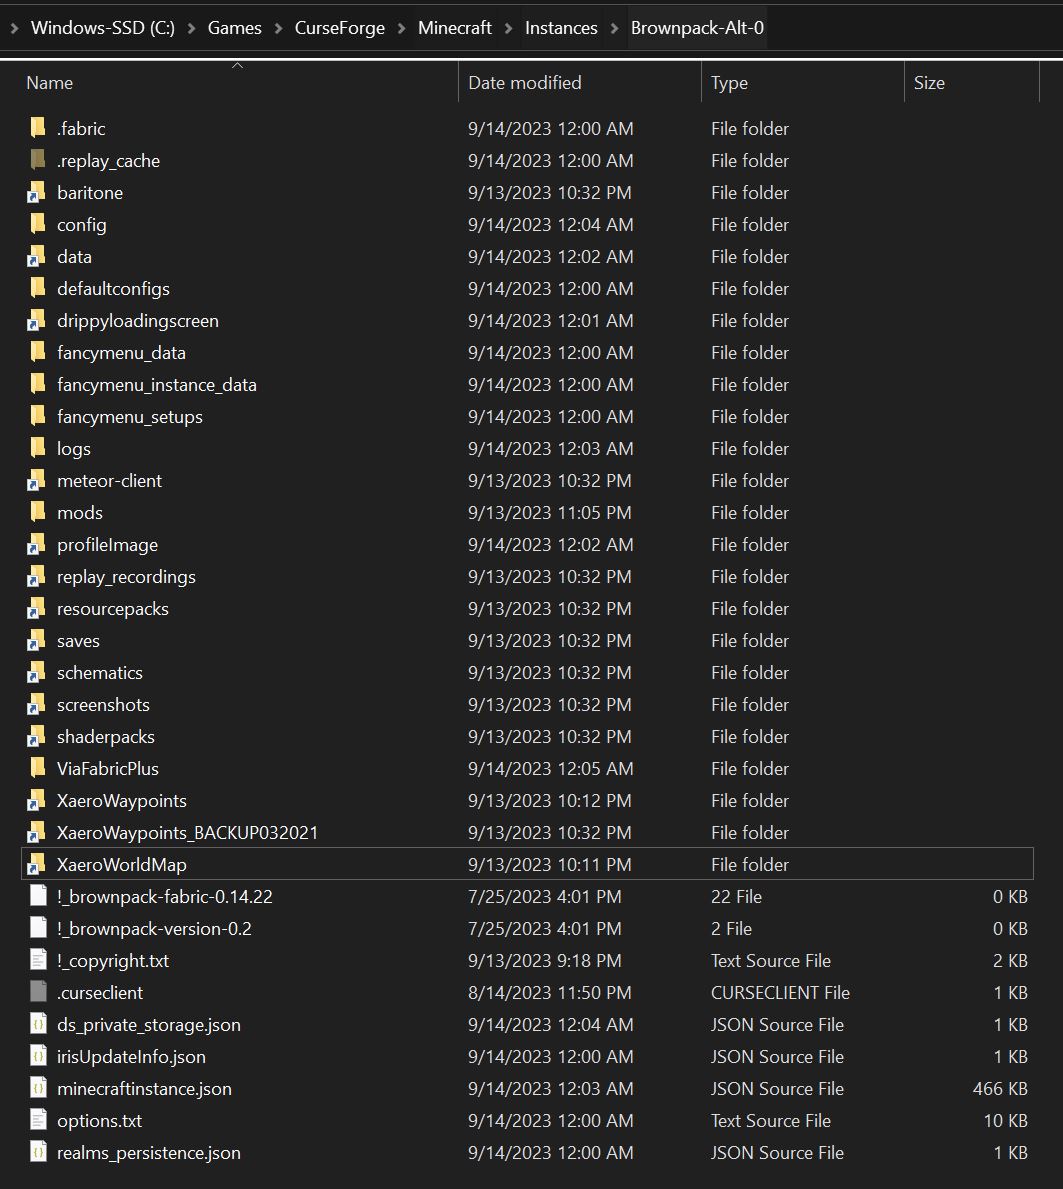 Windows-SSD (C:) > Games > CurseForge > Minecraft > Instances > Brownpack-Alt-0
Name Date modified Type Size
.fabric 9/14/2023 12:00 AM File folder
.replay_cache 9/14/2023 12:00 AM File folder
baritone 9/13/2023 10:32 PM File folder
config 9/14/2023 12:04 AM File folder
data 9/14/2023 12:02 AM File folder
defaultconfigs 9/14/2023 12:00 AM File folder
drippyloadingscreen 9/14/2023 12:01 AM File folder
fancymenu_data 9/14/2023 12:00 AM File folder
fancymenu_instance_data 9/14/2023 12:00 AM File folder
fancymenu_setups 9/14/2023 12:00 AM File folder
logs 9/14/2023 12:03 AM File folder
meteor-client 9/13/2023 10:32 PM File folder
mods 9/13/2023 11:05 PM File folder
profileImage 9/14/2023 12:02 AM File folder
replay_recordings 9/13/2023 10:32 PM File folder
resourcepacks 9/13/2023 10:32 PM File folder
saves 9/13/2023 10:32 PM File folder
schematics 9/13/2023 10:32 PM File folder
screenshots 9/13/2023 10:32 PM File folder
shaderpacks 9/13/2023 10:32 PM File folder
ViaFabricPlus 9/14/2023 12:05 AM File folder
XaeroWaypoints 9/13/2023 10:12 PM File folder
XaeroWaypoints_BACKUP032021 9/13/2023 10:32 PM File folder
XaeroWorldMap 9/13/2023 10:11 PM File folder
!_brownpack-fabric-0.14.22 7/25/2023 4:01 PM 22 File 0 KB
!_brownpack-version-0.2 7/25/2023 4:01 PM 2 File 0 KB
!_copyright.txt 9/13/2023 9:18 PM Text Source File 2 KB
.curseclient 8/14/2023 11:50 PM CURSECLIENT File 1 KB
ds_private_storage.json 9/14/2023 12:04 AM JSON Source File 1 KB
irisUpdateInfo.json 9/14/2023 12:00 AM JSON Source File 1 KB
minecraftinstance.json 9/14/2023 12:03 AM JSON Source File 466 KB
options.txt 9/14/2023 12:00 AM Text Source File 10 KB
realms_persistence.json 9/14/2023 12:00 AM JSON Source File 1 KB